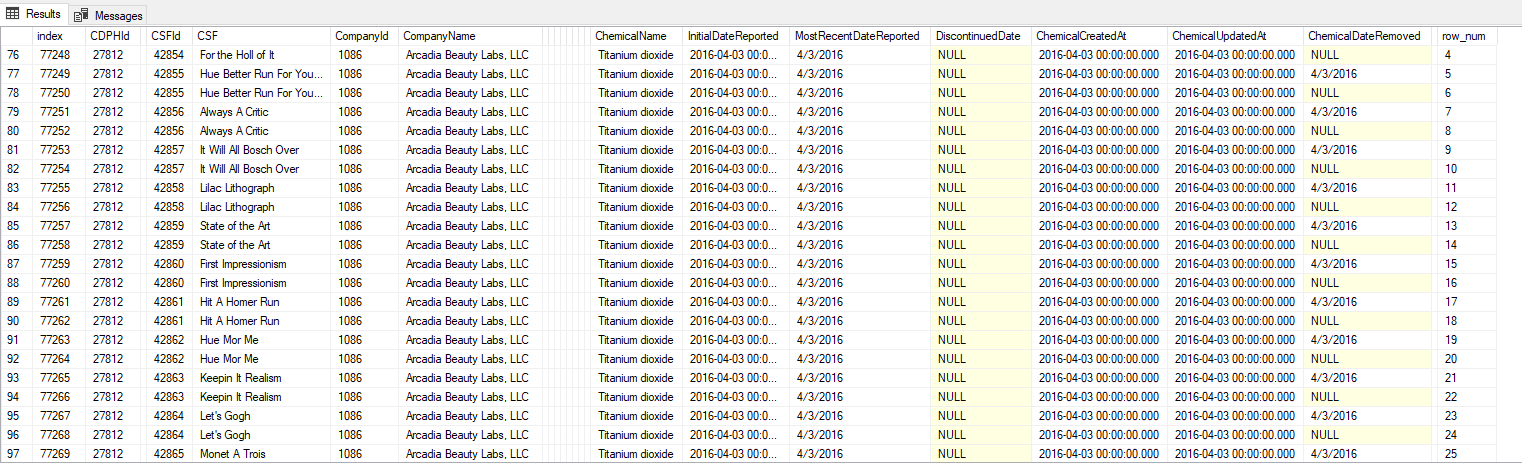 Results Messages
index CDPHId CSFId CSF CompanyId CompanyName ChemicalName InitialDateReported MostRecentDateReported DiscontinuedDate ChemicalCreatedAt ChemicalUpdatedAt ChemicalDateRemoved row_num
76 77248 27812 42854 For the Holl of It 1086 Arcadia Beauty Labs, LLC Titanium dioxide 2016-04-03 00:0... 4/3/2016 NULL 2016-04-03 00:00:00.000 2016-04-03 00:00:00.000 NULL 4
77 77249 27812 42855 Hue Better Run For You... 1086 Arcadia Beauty Labs, LLC Titanium dioxide 2016-04-03 00:0... 4/3/2016 NULL 2016-04-03 00:00:00.000 2016-04-03 00:00:00.000 4/3/2016 5
78 77250 27812 42855 Hue Better Run For You... 1086 Arcadia Beauty Labs, LLC Titanium dioxide 2016-04-03 00:0... 4/3/2016 NULL 2016-04-03 00:00:00.000 2016-04-03 00:00:00.000 NULL 6
79 77251 27812 42856 Always A Critic 1086 Arcadia Beauty Labs, LLC Titanium dioxide 2016-04-03 00:0... 4/3/2016 NULL 2016-04-03 00:00:00.000 2016-04-03 00:00:00.000 4/3/2016 7
80 77252 27812 42856 Always A Critic 1086 Arcadia Beauty Labs, LLC Titanium dioxide 2016-04-03 00:0... 4/3/2016 NULL 2016-04-03 00:00:00.000 2016-04-03 00:00:00.000 NULL 8
81 77253 27812 42857 It Will All Bosch Over 1086 Arcadia Beauty Labs, LLC Titanium dioxide 2016-04-03 00:0... 4/3/2016 NULL 2016-04-03 00:00:00.000 2016-04-03 00:00:00.000 4/3/2016 9
82 77254 27812 42857 It Will All Bosch Over 1086 Arcadia Beauty Labs, LLC Titanium dioxide 2016-04-03 00:0... 4/3/2016 NULL 2016-04-03 00:00:00.000 2016-04-03 00:00:00.000 NULL 10
83 77255 27812 42858 Lilac Lithograph 1086 Arcadia Beauty Labs, LLC Titanium dioxide 2016-04-03 00:0... 4/3/2016 NULL 2016-04-03 00:00:00.000 2016-04-03 00:00:00.000 4/3/2016 11
84 77256 27812 42858 Lilac Lithograph 1086 Arcadia Beauty Labs, LLC Titanium dioxide 2016-04-03 00:0... 4/3/2016 NULL 2016-04-03 00:00:00.000 2016-04-03 00:00:00.000 NULL 12
85 77257 27812 42859 State of the Art 1086 Arcadia Beauty Labs, LLC Titanium dioxide 2016-04-03 00:0... 4/3/2016 NULL 2016-04-03 00:00:00.000 2016-04-03 00:00:00.000 4/3/2016 13
86 77258 27812 42859 State of the Art 1086 Arcadia Beauty Labs, LLC Titanium dioxide 2016-04-03 00:0... 4/3/2016 NULL 2016-04-03 00:00:00.000 2016-04-03 00:00:00.000 NULL 14
87 77259 27812 42860 First Impressionism 1086 Arcadia Beauty Labs, LLC Titanium dioxide 2016-04-03 00:0... 4/3/2016 NULL 2016-04-03 00:00:00.000 2016-04-03 00:00:00.000 4/3/2016 15
88 77260 27812 42860 First Impressionism 1086 Arcadia Beauty Labs, LLC Titanium dioxide 2016-04-03 00:0... 4/3/2016 NULL 2016-04-03 00:00:00.000 2016-04-03 00:00:00.000 NULL 16
89 77261 27812 42861 Hit A Homer Run 1086 Arcadia Beauty Labs, LLC Titanium dioxide 2016-04-03 00:0... 4/3/2016 NULL 2016-04-03 00:00:00.000 2016-04-03 00:00:00.000 4/3/2016 17
90 77262 27812 42861 Hit A Homer Run 1086 Arcadia Beauty Labs, LLC Titanium dioxide 2016-04-03 00:0... 4/3/2016 NULL 2016-04-03 00:00:00.000 2016-04-03 00:00:00.000 NULL 18
91 77263 27812 42862 Hue Mor Me 1086 Arcadia Beauty Labs, LLC Titanium dioxide 2016-04-03 00:0... 4/3/2016 NULL 2016-04-03 00:00:00.000 2016-04-03 00:00:00.000 4/3/2016 19
92 77264 27812 42862 Hue Mor Me 1086 Arcadia Beauty Labs, LLC Titanium dioxide 2016-04-03 00:0... 4/3/2016 NULL 2016-04-03 00:00:00.000 2016-04-03 00:00:00.000 NULL 20
93 77265 27812 42863 Keepin It Realism 1086 Arcadia Beauty Labs, LLC Titanium dioxide 2016-04-03 00:0... 4/3/2016 NULL 2016-04-03 00:00:00.000 2016-04-03 00:00:00.000 4/3/2016 21
94 77266 27812 42863 Keepin It Realism 1086 Arcadia Beauty Labs, LLC Titanium dioxide 2016-04-03 00:0... 4/3/2016 NULL 2016-04-03 00:00:00.000 2016-04-03 00:00:00.000 NULL 22
95 77267 27812 42864 Let's Gogh 1086 Arcadia Beauty Labs, LLC Titanium dioxide 2016-04-03 00:0... 4/3/2016 NULL 2016-04-03 00:00:00.000 2016-04-03 00:00:00.000 4/3/2016 23
96 77268 27812 42864 Let's Gogh 1086 Arcadia Beauty Labs, LLC Titanium dioxide 2016-04-03 00:0... 4/3/2016 NULL 2016-04-03 00:00:00.000 2016-04-03 00:00:00.000 NULL 24
97 77269 27812 42865 Monet A Trois 1086 Arcadia Beauty Labs, LLC Titanium dioxide 2016-04-03 00:0... 4/3/2016 NULL 2016-04-03 00:00:00.000 2016-04-03 00:00:00.000 4/3/2016 25